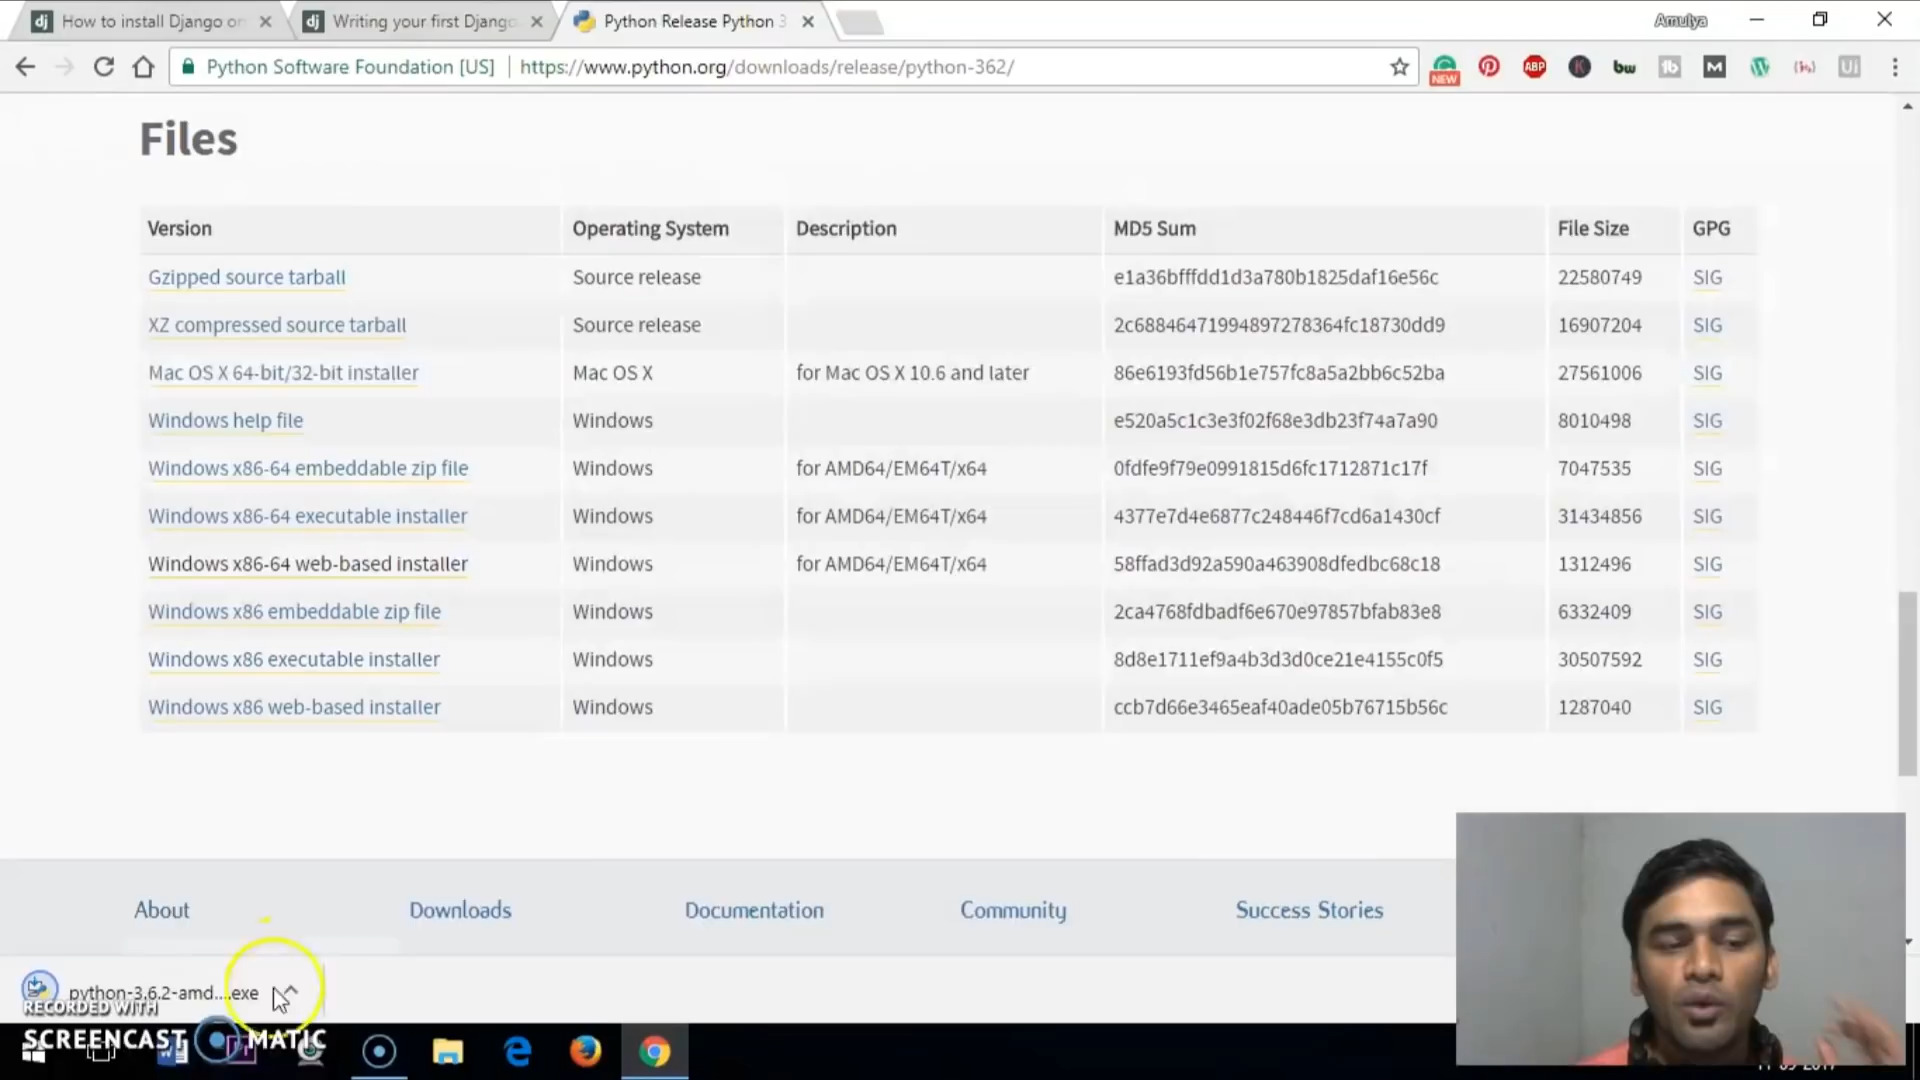 How to install Django on
Writing your first Django
Python Release Python 3
Amulya
Python Software Foundation [US]
https://www.python.org/downloads/release/python-362/
NEW
ABP
K
bw
M
Ui
Files
Version Operating System Description MD5 Sum File Size GPG
Gzipped source tarball Source release e1a36bfffdd1d3a780b1825daf16e56c 22580749 SIG
XZ compressed source tarball Source release 2c68846471994897278364fc18730dd9 16907204 SIG
Mac OS X 64-bit/32-bit installer Mac OS X for Mac OS X 10.6 and later 86e6193fd56b1e757fc8a5a2bb6c52ba 27561006 SIG
Windows help file Windows e520a5c1c3e3f02f68e3db23f74a7a90 8010498 SIG
Windows x86-64 embeddable zip file Windows for AMD64/EM64T/x64 0fdfe9f79e0991815d6fc1712871c17f 7047535 SIG
Windows x86-64 executable installer Windows for AMD64/EM64T/x64 4377e7d4e6877c248446f7cd6a1430cf 31434856 SIG
Windows x86-64 web-based installer Windows for AMD64/EM64T/x64 58ffad3d92a590a463908dfedbc68c18 1312496 SIG
Windows x86 embeddable zip file Windows 2ca4768fdbadf6e670e97857bfab83e8 6332409 SIG
Windows x86 executable installer Windows 8d8e1711ef9a4b3d3d0ce21e4155c0f5 30507592 SIG
Windows x86 web-based installer Windows ccb7d66e3465eaf40ade05b76715b56c 1287040 SIG
About Downloads Documentation Community Success Stories
python-3.6.2-amd....exe
RECORDED WITH
SCREENCAST MATIC